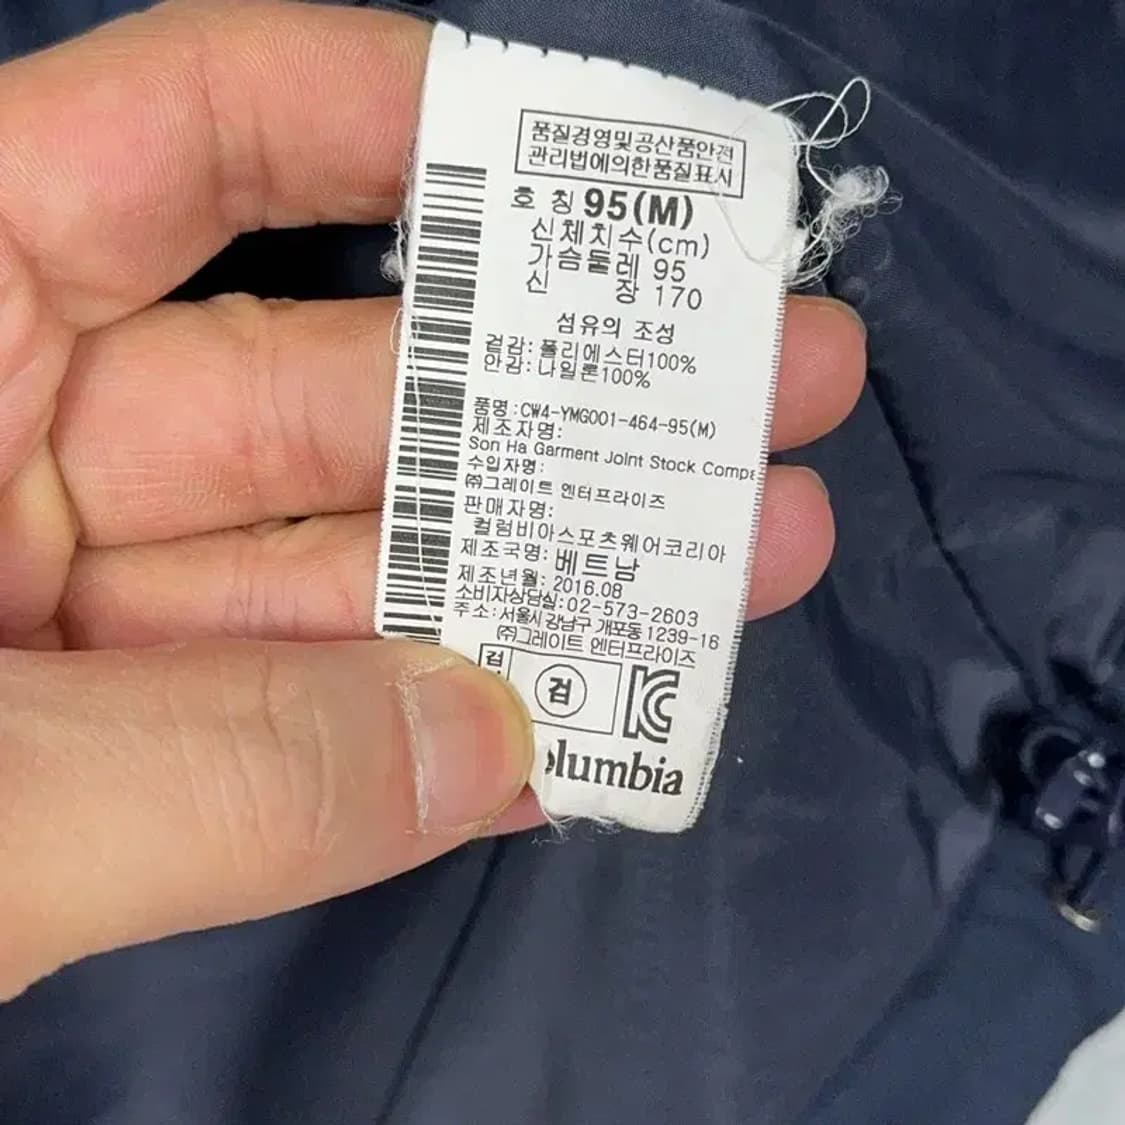 품질경영및공산품안전
관리법에의한품질표시
호 칭 95(M)
신체치수(cm)
가슴둘레 95
신 장 170
섬유의 조성
겉감: 폴리에스터100%
안감: 나일론100%
품명: CW4-YMG001-464-95(M)
제조자명:
Son Ha Garment Joint Stock Compa
수입자명:
㈜그레이트 엔터프라이즈
판매자명:
컬럼비아스포츠웨어코리아
제조국명: 베트남
제조년월: 2016.08
소비자상담실: 02-573-2603
주소: 서울시 강남구 개포동 1239-16
㈜그레이트 엔터프라이즈
검
검
olumbia